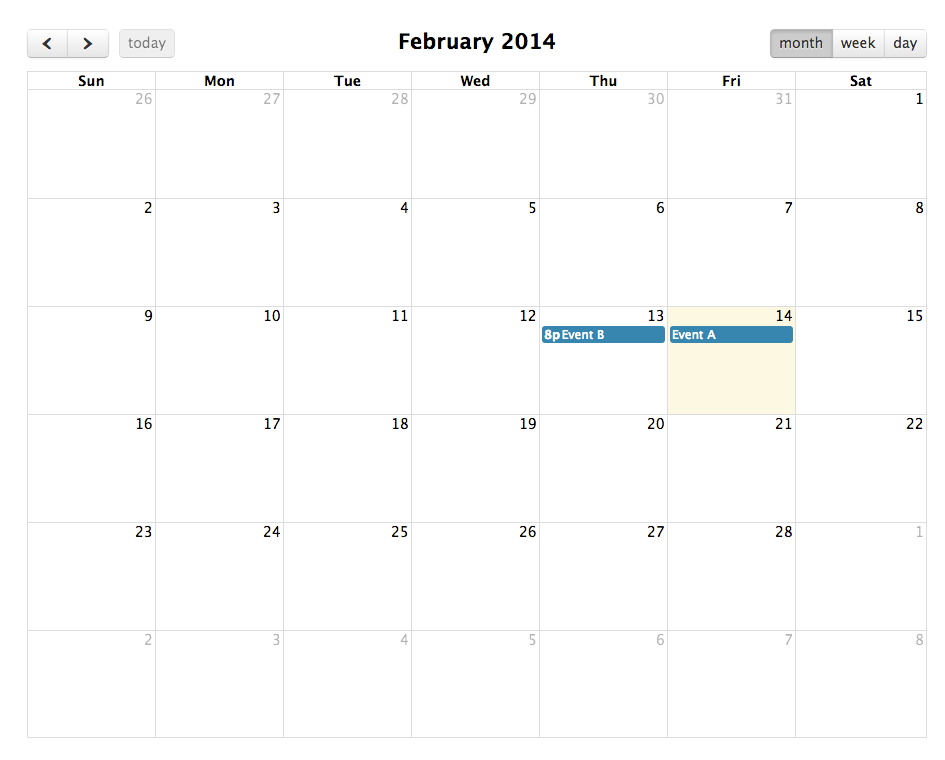 today February 2014 month week day
Sun Mon Tue Wed Thu Fri Sat
26 27 28 29 30 31 1
2 3 4 5 6 7 8
9 10 11 12 13 14 15
8p Event B Event A
16 17 18 19 20 21 22
23 24 25 26 27 28 1
2 3 4 5 6 7 8